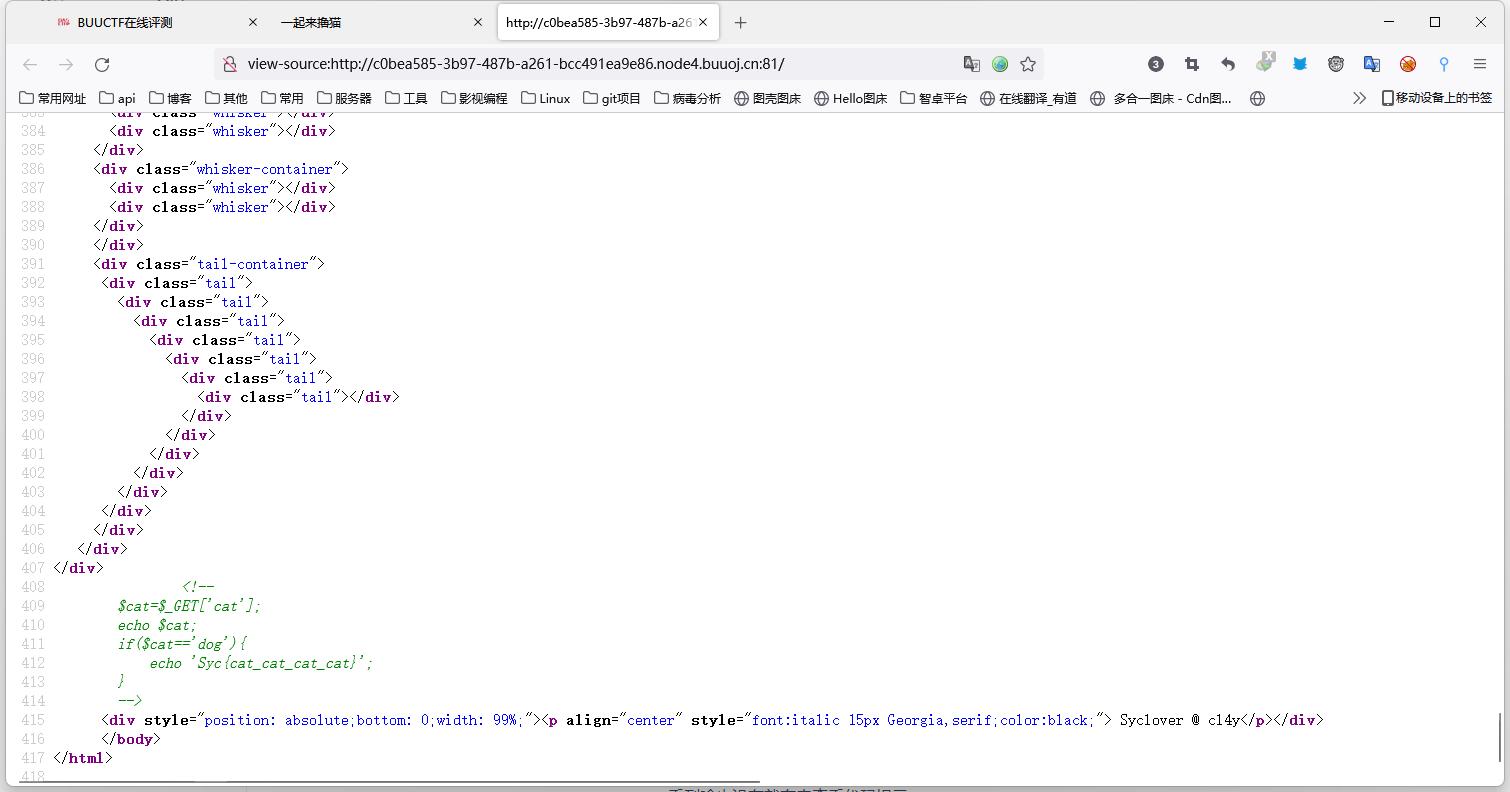 BUUCTF在线评测
一起来撸猫
http://c0bea585-3b97-487b-a26
view-source:http://c0bea585-3b97-487b-a261-bcc491ea9e86.node4.buuoj.cn:81/
3
常用网址 api 博客 其他 常用 服务器 工具 影视编程 Linux git项目 病毒分析 图壳图床 Hello图床 智卓平台 在线翻译_有道 多合一图床 - Cdn图... 移动设备上的书签
383 <div class="whisker"></div>
384 <div class="whisker"></div>
385 </div>
386 <div class="whisker-container">
387 <div class="whisker"></div>
388 <div class="whisker"></div>
389 </div>
390 </div>
391 <div class="tail-container">
392 <div class="tail">
393 <div class="tail">
394 <div class="tail">
395 <div class="tail">
396 <div class="tail">
397 <div class="tail">
398 <div class="tail"></div>
399 </div>
400 </div>
401 </div>
402 </div>
403 </div>
404 </div>
405 </div>
406 </div>
407 </div>
408 <!--
409 $cat=$_GET['cat'];
410 echo $cat;
411 if($cat=='dog'){
412 echo 'Syc{cat_cat_cat_cat}';
413 }
414 -->
415 <div style="position: absolute;bottom: 0;width: 99%;"><p align="center" style="font:italic 15px Georgia,serif;color:black;"> Syclover @ cl4y</p></div>
416 </body>
417 </html>
418